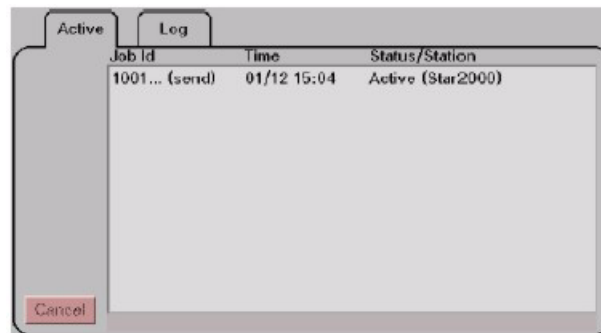 Active Log
Job Id Time Status/Station
1001... (send) 01/12 15:04 Active (Star2000)
Cancel